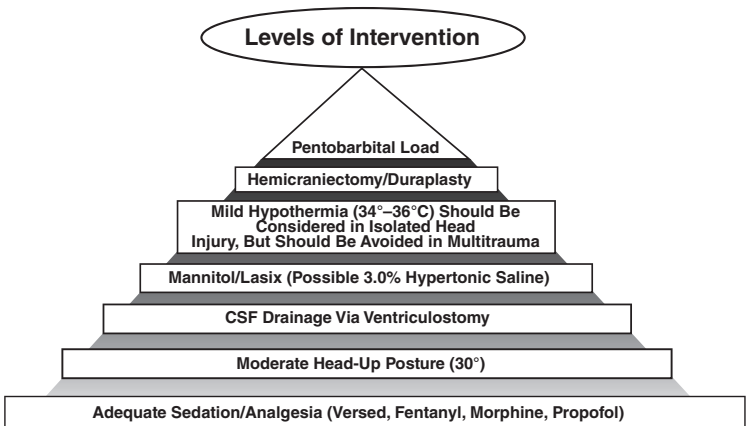 Levels of Intervention
Pentobarbital Load
Hemicraniectomy/Duraplasty
Mild Hypothermia (34°–36°C) Should Be
Considered in Isolated Head
Injury, But Should Be Avoided in Multitrauma
Mannitol/Lasix (Possible 3.0% Hypertonic Saline)
CSF Drainage Via Ventriculostomy
Moderate Head-Up Posture (30°)
Adequate Sedation/Analgesia (Versed, Fentanyl, Morphine, Propofol)